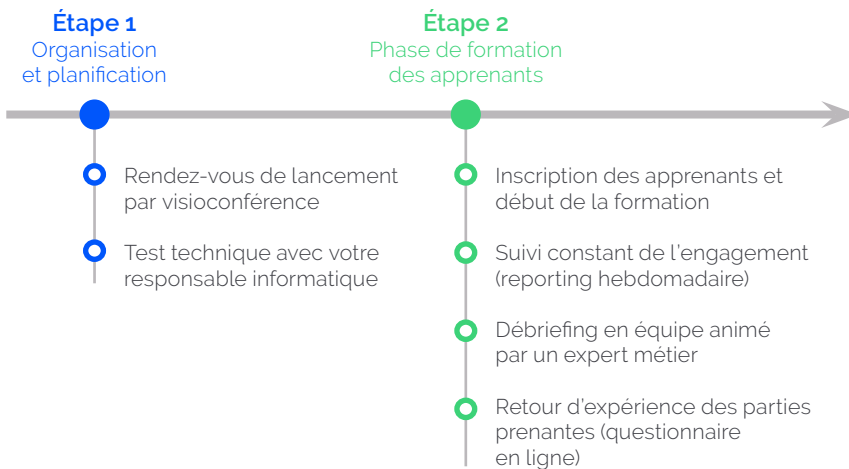 Étape 1
Organisation
et planification
Étape 2
Phase de formation
des apprenants
Rendez-vous de lancement
par visioconférence
Test technique avec votre
responsable informatique
Inscription des apprenants et
début de la formation
Suivi constant de l’engagement
(reporting hebdomadaire)
Débriefing en équipe animé
par un expert métier
Retour d’expérience des parties
prenantes (questionnaire
en ligne)